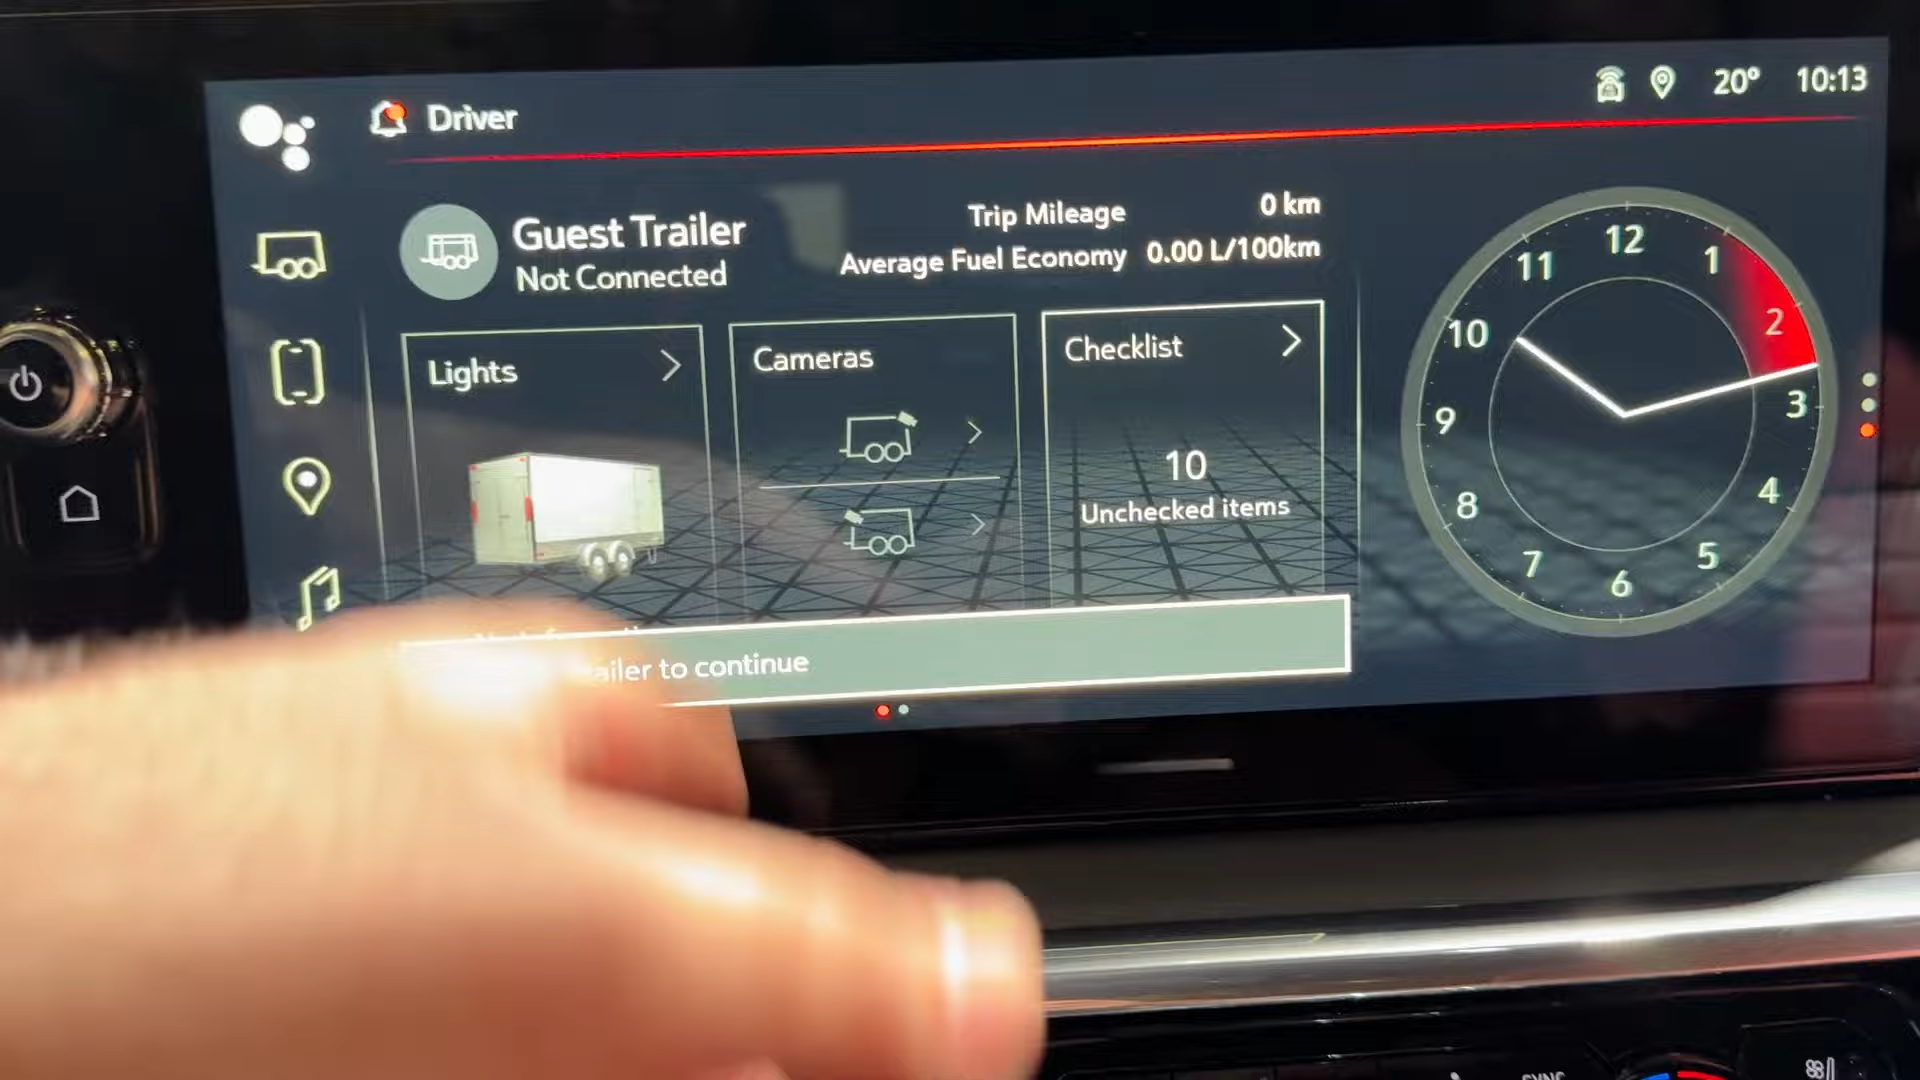 Driver
20° 10:13
Guest Trailer
Not Connected
Trip Mileage 0 km
Average Fuel Economy 0.00 L/100km
Lights
Cameras
Checklist
10
Unchecked items
to continue
12
1
2
3
4
5
6
7
8
9
10
11
SYNC